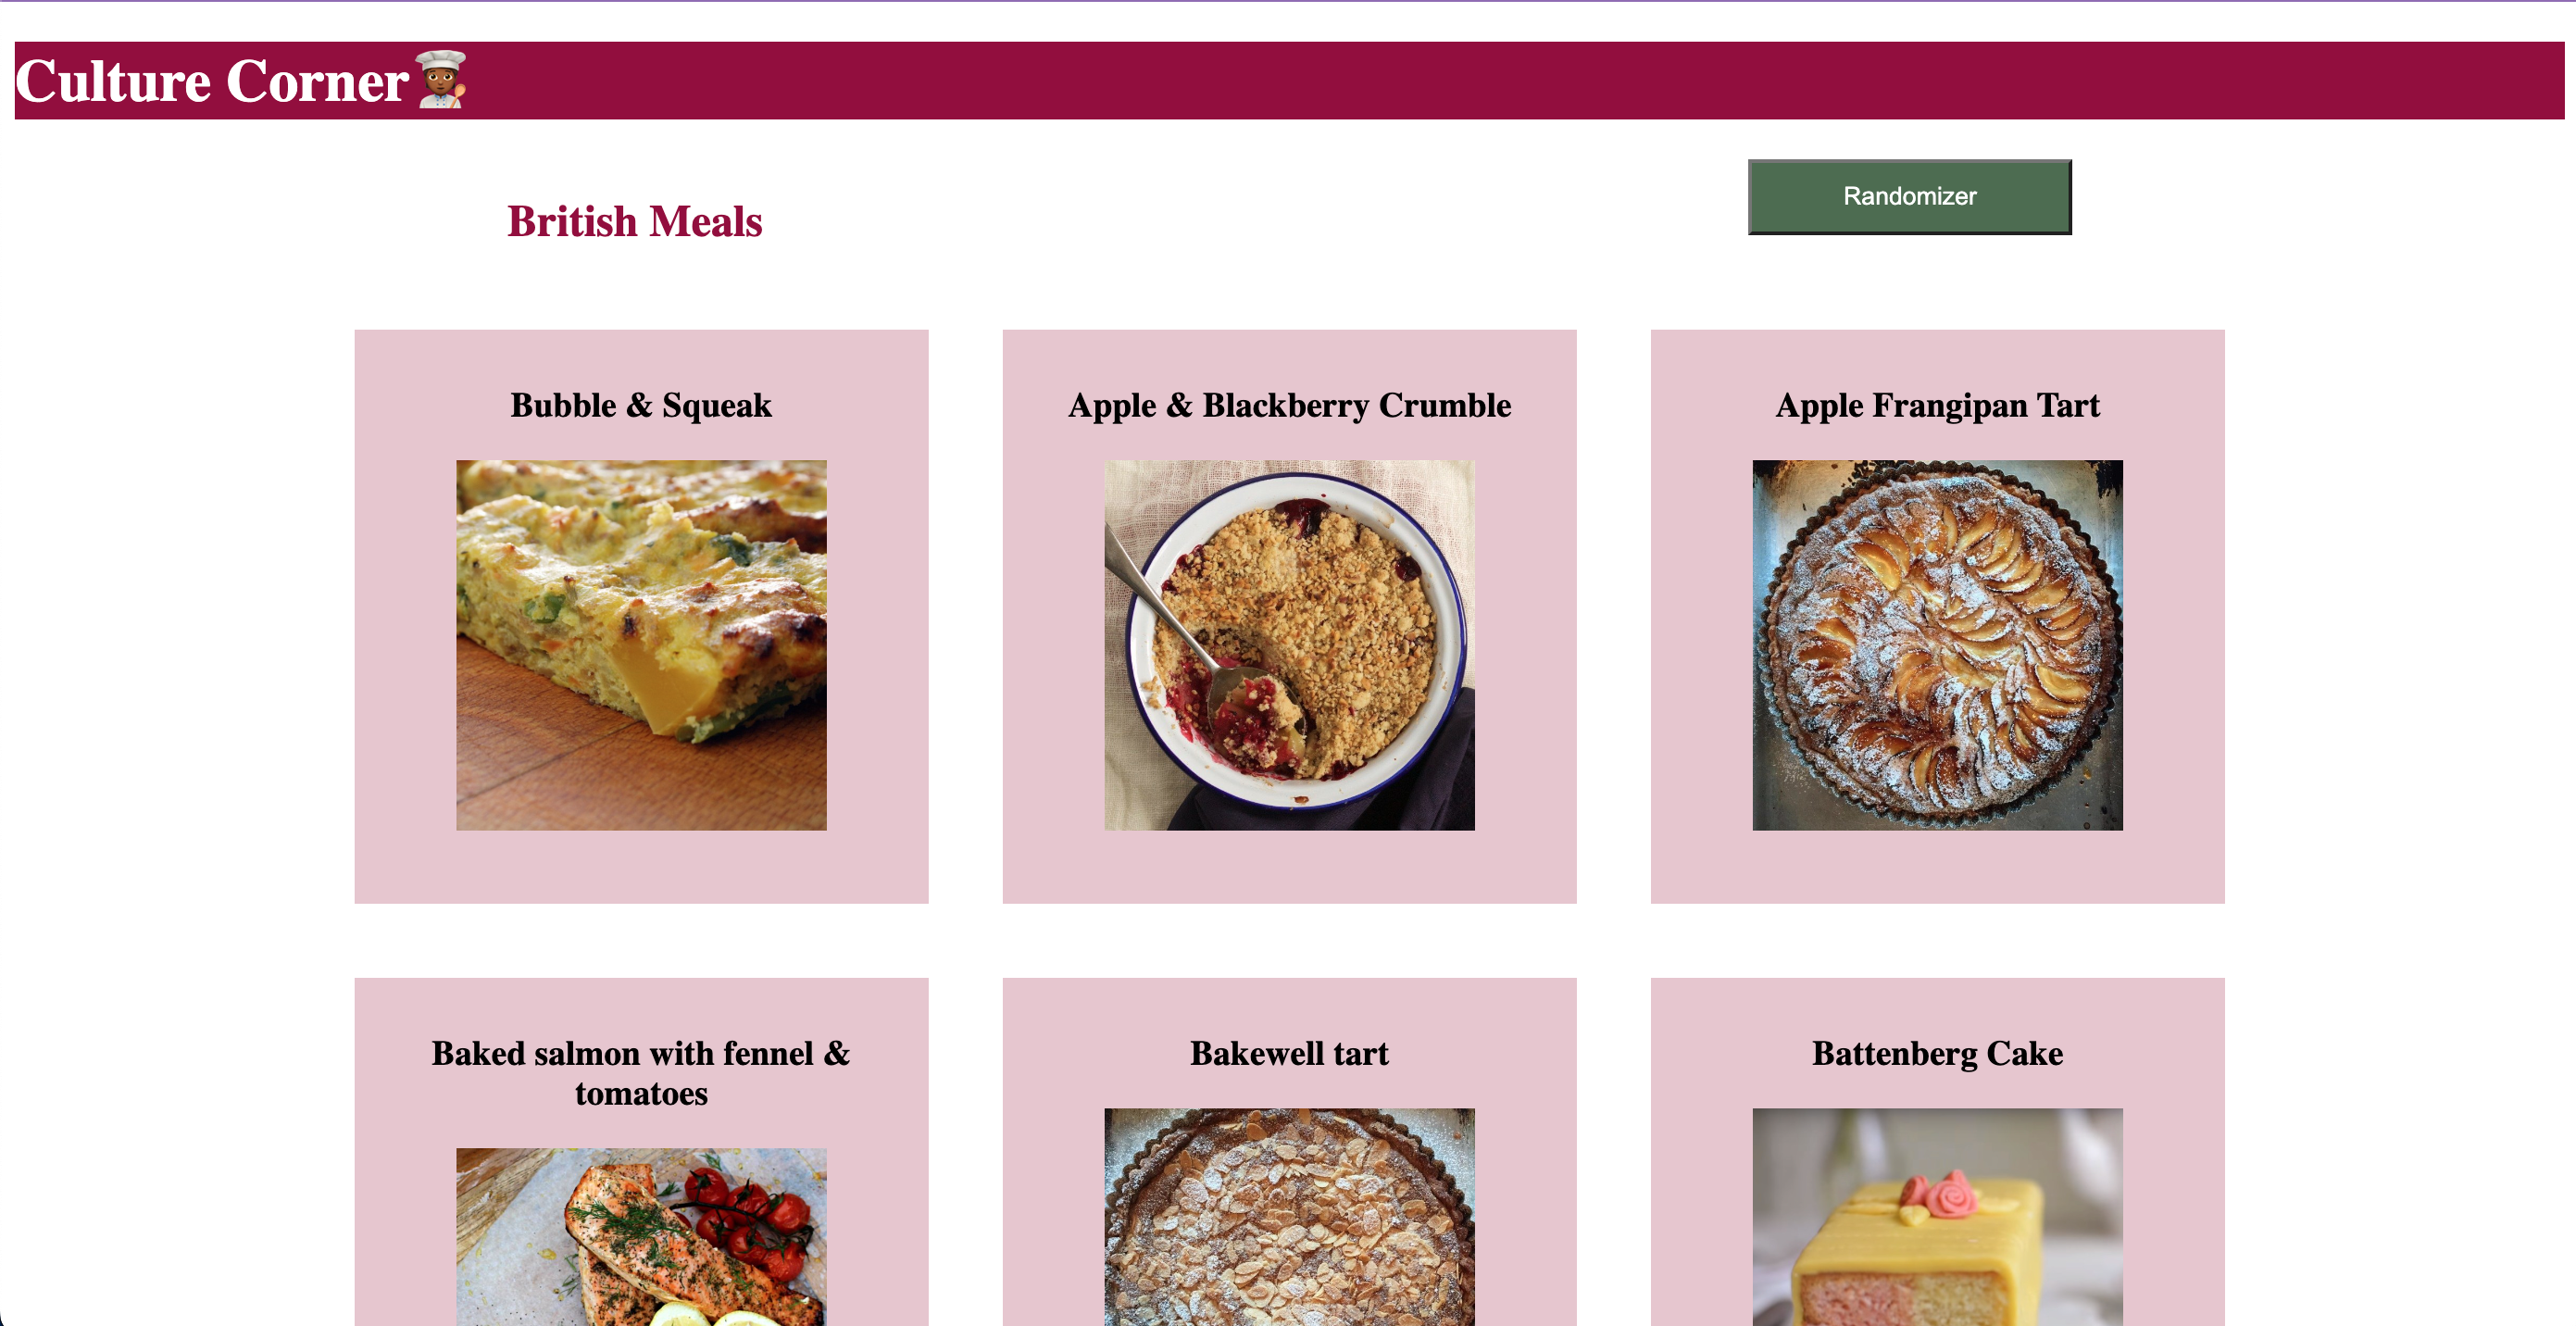 Culture Corner
British Meals
Randomizer
Bubble & Squeak
Apple & Blackberry Crumble
Apple Frangipan Tart
Baked salmon with fennel &
tomatoes
Bakewell tart
Battenberg Cake